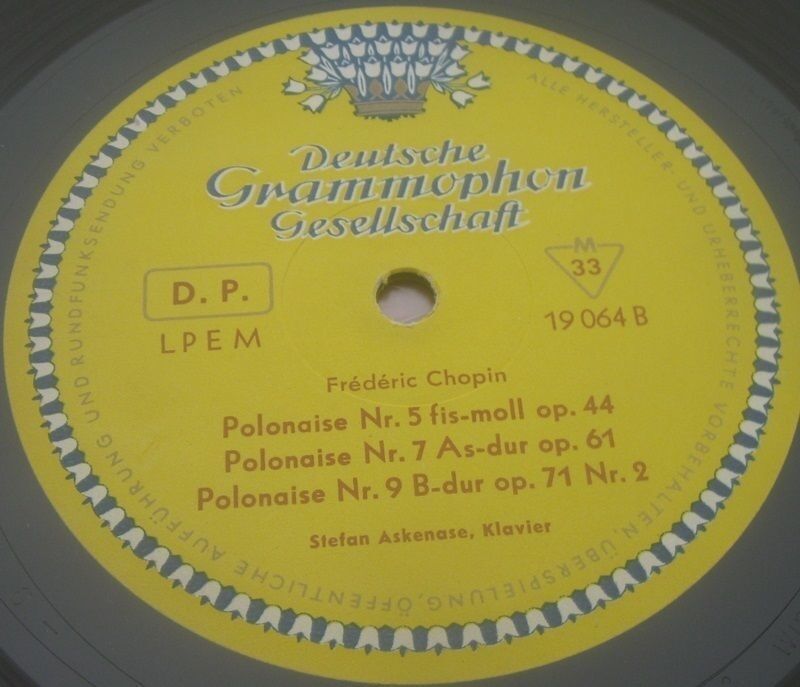 Deutsche
Grammophon
Gesellschaft
D. P.
LPEM
M
33
19 064 B
Frédéric Chopin
Polonaise Nr. 5 fis-moll op. 44
Polonaise Nr. 7 As-dur op. 61
Polonaise Nr. 9 B-dur op. 71 Nr. 2
Stefan Askenase, Klavier
ALLE HERSTELLER- UND URHEBERRECHTE VORBEHALTEN, ÜBERSPIELUNG, ÖFFENTLICHE AUFFÜHRUNG UND RUNDFUNKSENDUNG VERBOTEN